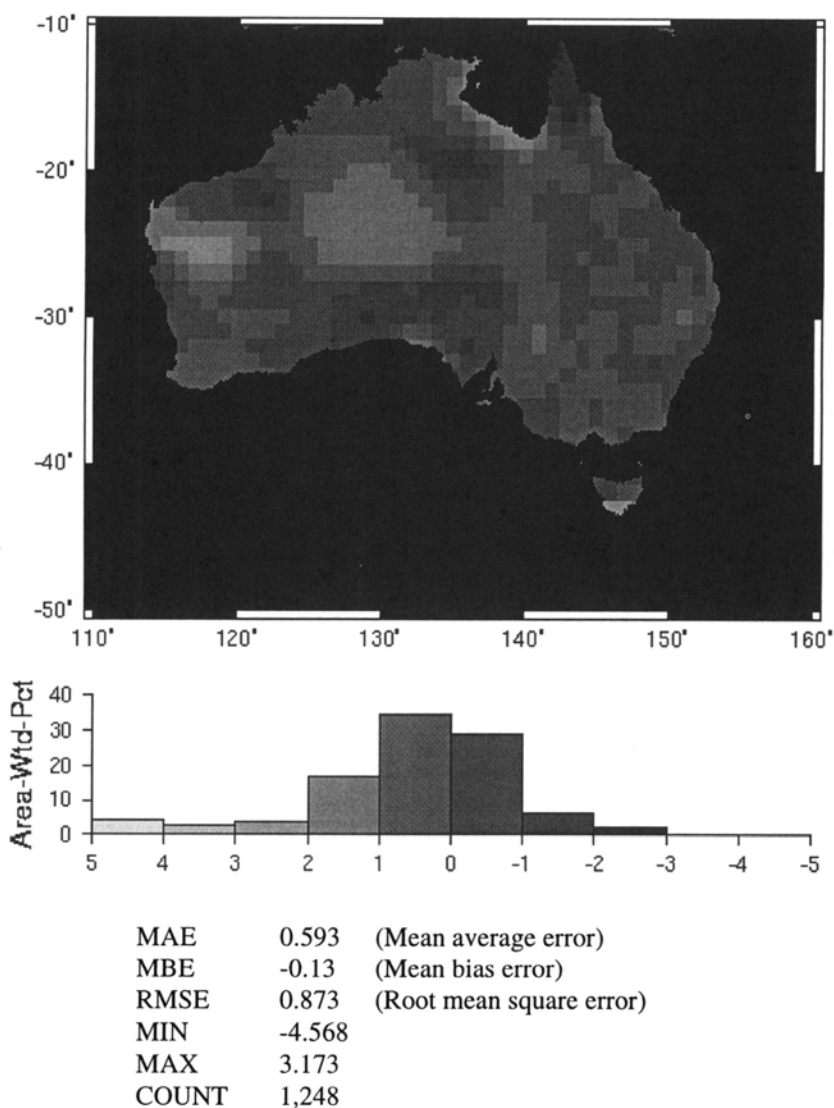 -10'
-20'
-30'
-40'
-50'
110' 120' 130' 140' 150' 160'
Area-Wtd-Pct
40
30
20
10
0
5 4 3 2 1 0 -1 -2 -3 -4 -5
MAE 0.593 (Mean average error)
MBE -0.13 (Mean bias error)
RMSE 0.873 (Root mean square error)
MIN -4.568
MAX 3.173
COUNT 1,248